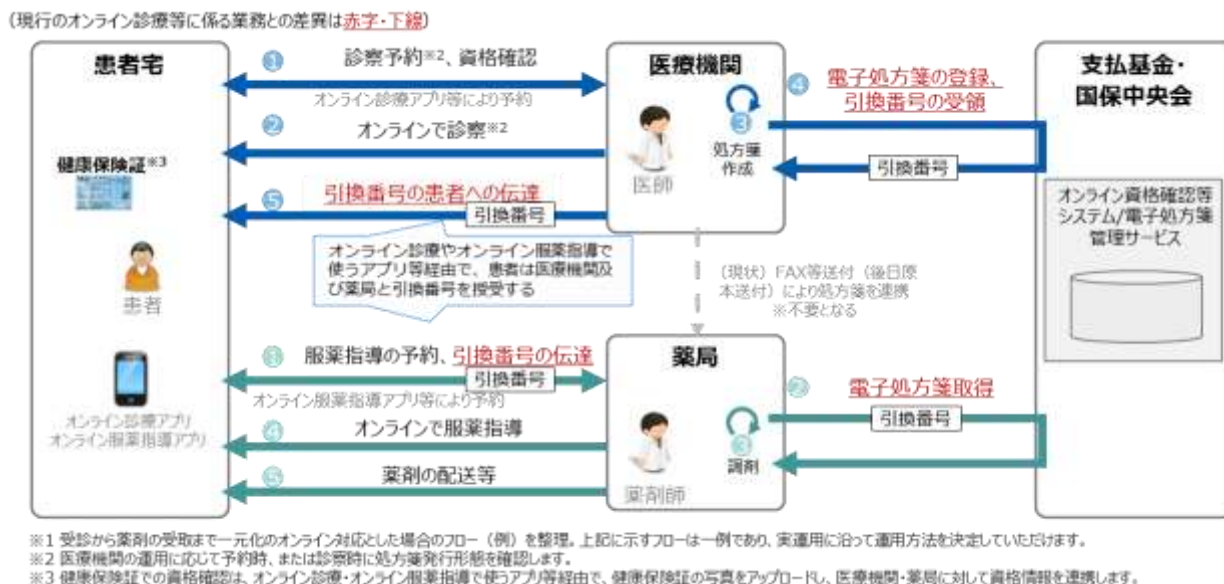 （現行のオンライン診療等に係る業務との差異は赤字・下線）
患者宅
医療機関
支払基金・
国保中央会
① 診察予約※2、資格確認
オンライン診療アプリ等により予約
② オンラインで診察※2
健康保険証※3
⑤ 引換番号の患者への伝達
引換番号
オンライン診療やオンライン服薬指導で
使うアプリ等経由で、患者は医療機関及
び薬局と引換番号を授受する
患者
オンライン診療アプリ
オンライン服薬指導アプリ
医師
③
処方箋
作成
④ 電子処方箋の登録、
引換番号の受領
引換番号
オンライン資格確認等
システム/電子処方箋
管理サービス
（現状）FAX等送付（後日原
本送付）により処方箋を連携
※不要となる
薬局
① 服薬指導の予約、引換番号の伝達
引換番号
オンライン服薬指導アプリ等により予約
② 電子処方箋取得
引換番号
③
調剤
薬剤師
④ オンラインで服薬指導
⑤ 薬剤の配送等
※1 受診から薬剤の受取まで一元化のオンライン対応とした場合のフロー（例）を整理。上記に示すフローは一例であり、実運用に沿って運用方法を決定していただけます。
※2 医療機関の運用に応じて予約時、または診察時に処方箋発行形態を確認します。
※3 健康保険証での資格確認は、オンライン診療・オンライン服薬指導で使うアプリ等経由で、健康保険証の写真をアップロードし、医療機関・薬局に対して資格情報を連携します。